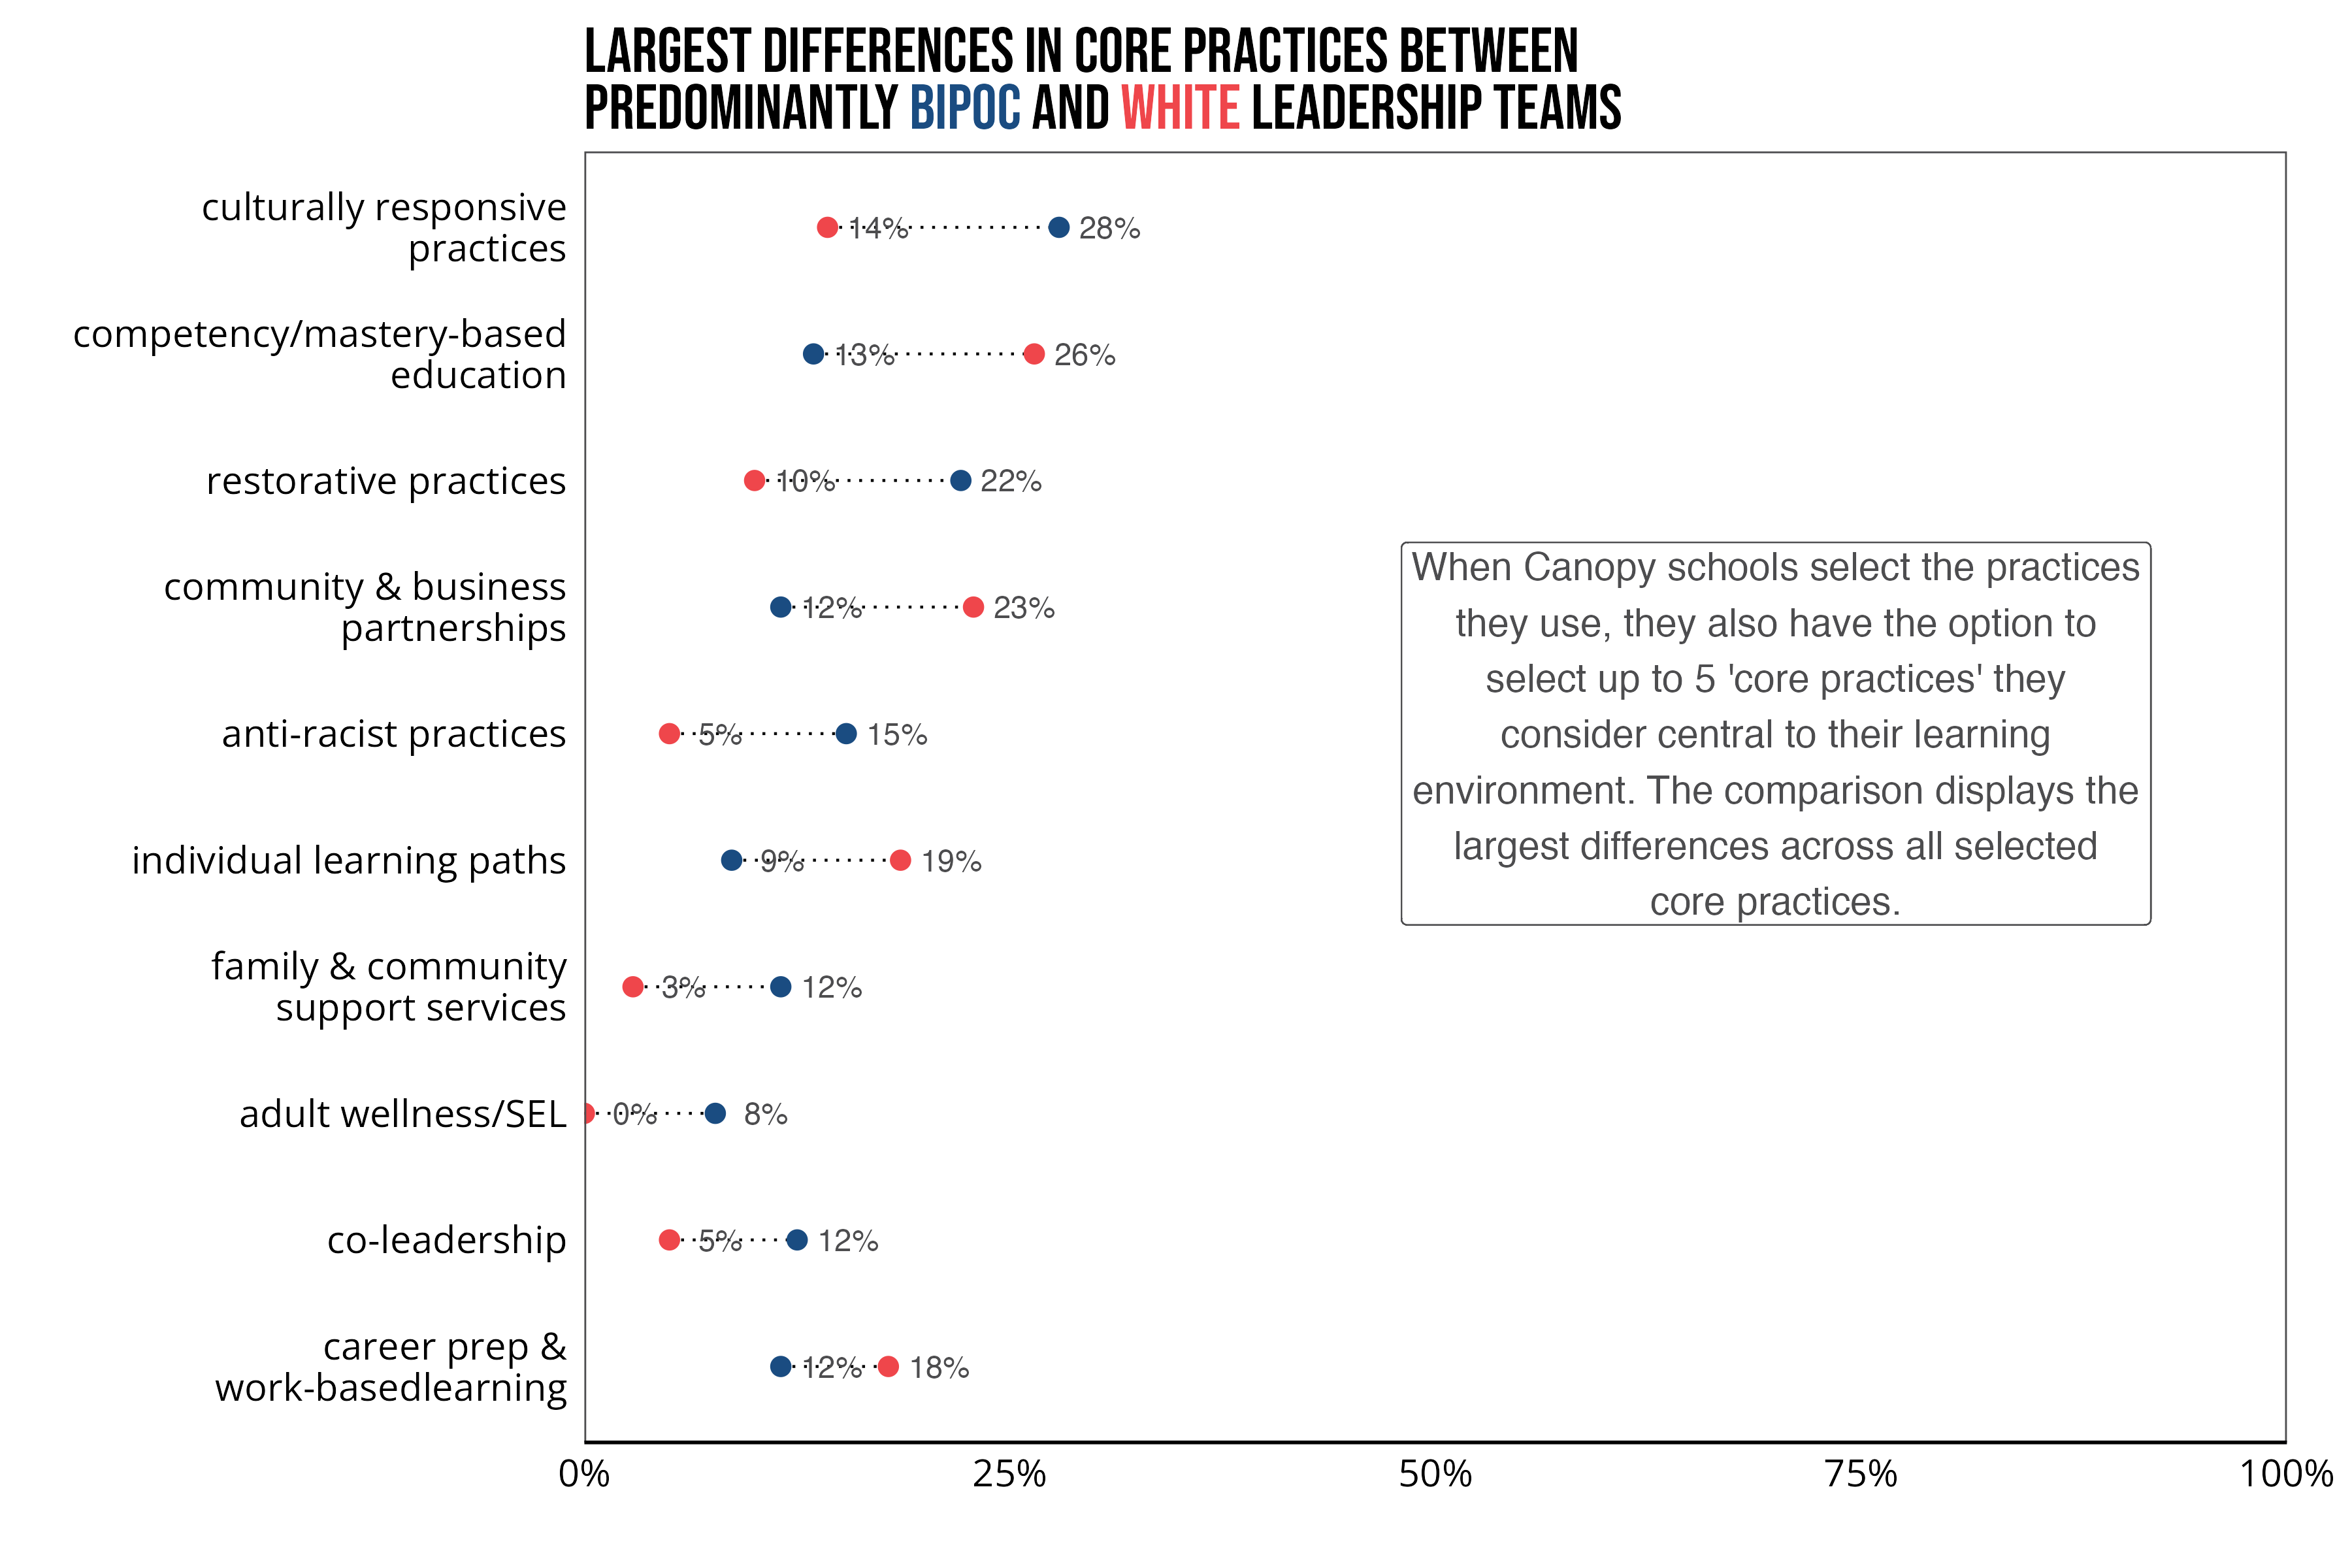 LARGEST DIFFERENCES IN CORE PRACTICES BETWEEN
PREDOMINANTLY BIPOC AND WHITE LEADERSHIP TEAMS
culturally responsive
practices
14% 28%
competency/mastery-based
education
13% 26%
restorative practices
10% 22%
community & business
partnerships
12% 23%
anti-racist practices
5% 15%
individual learning paths
9% 19%
family & community
support services
3% 12%
adult wellness/SEL
0% 8%
co-leadership
5% 12%
career prep &
work-basedlearning
12% 18%
When Canopy schools select the practices
they use, they also have the option to
select up to 5 'core practices' they
consider central to their learning
environment. The comparison displays the
largest differences across all selected
core practices.
0% 25% 50% 75% 100%